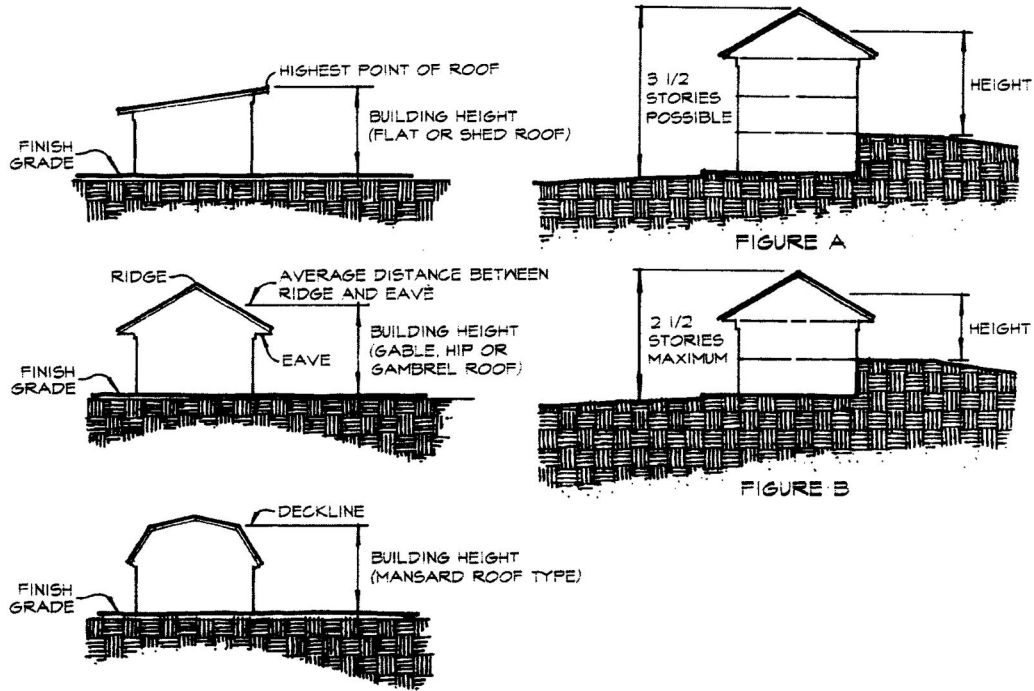 HIGHEST POINT OF ROOF
BUILDING HEIGHT
(FLAT OR SHED ROOF)
FINISH
GRADE
RIDGE
AVERAGE DISTANCE BETWEEN
RIDGE AND EAVE
BUILDING HEIGHT
(GABLE, HIP OR
GAMBREL ROOF)
EAVE
FINISH
GRADE
DECKLINE
BUILDING HEIGHT
(MANSARD ROOF TYPE)
FINISH
GRADE
3 1/2
STORIES
POSSIBLE
HEIGHT
FIGURE A
2 1/2
STORIES
MAXIMUM
HEIGHT
FIGURE B